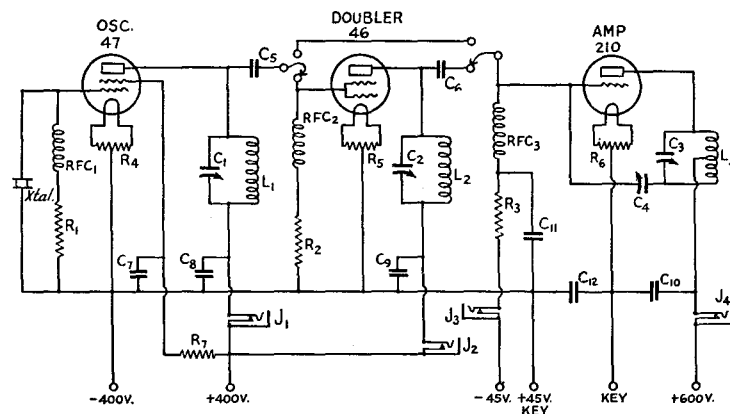 OSC.
47
DOUBLER
46
AMP
210
C5
C6
RFC1
R4
C1
L1
RFC2
R5
C2
L2
RFC3
R6
C3
L
C4
Xtal.
R1
R2
R3
C11
C7
C8
C9
C12
C10
J1
J3
J4
R7
J2
-400V.
+400V.
-45V.
+45V.
KEY
KEY
+600V.